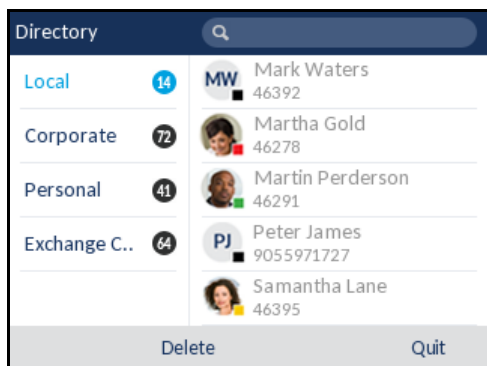 Directory
Local 14
Corporate 72
Personal 41
Exchange C.. 64
MW Mark Waters
46392
Martha Gold
46278
Martin Perderson
46291
PJ Peter James
9055971727
Samantha Lane
46395
Delete Quit